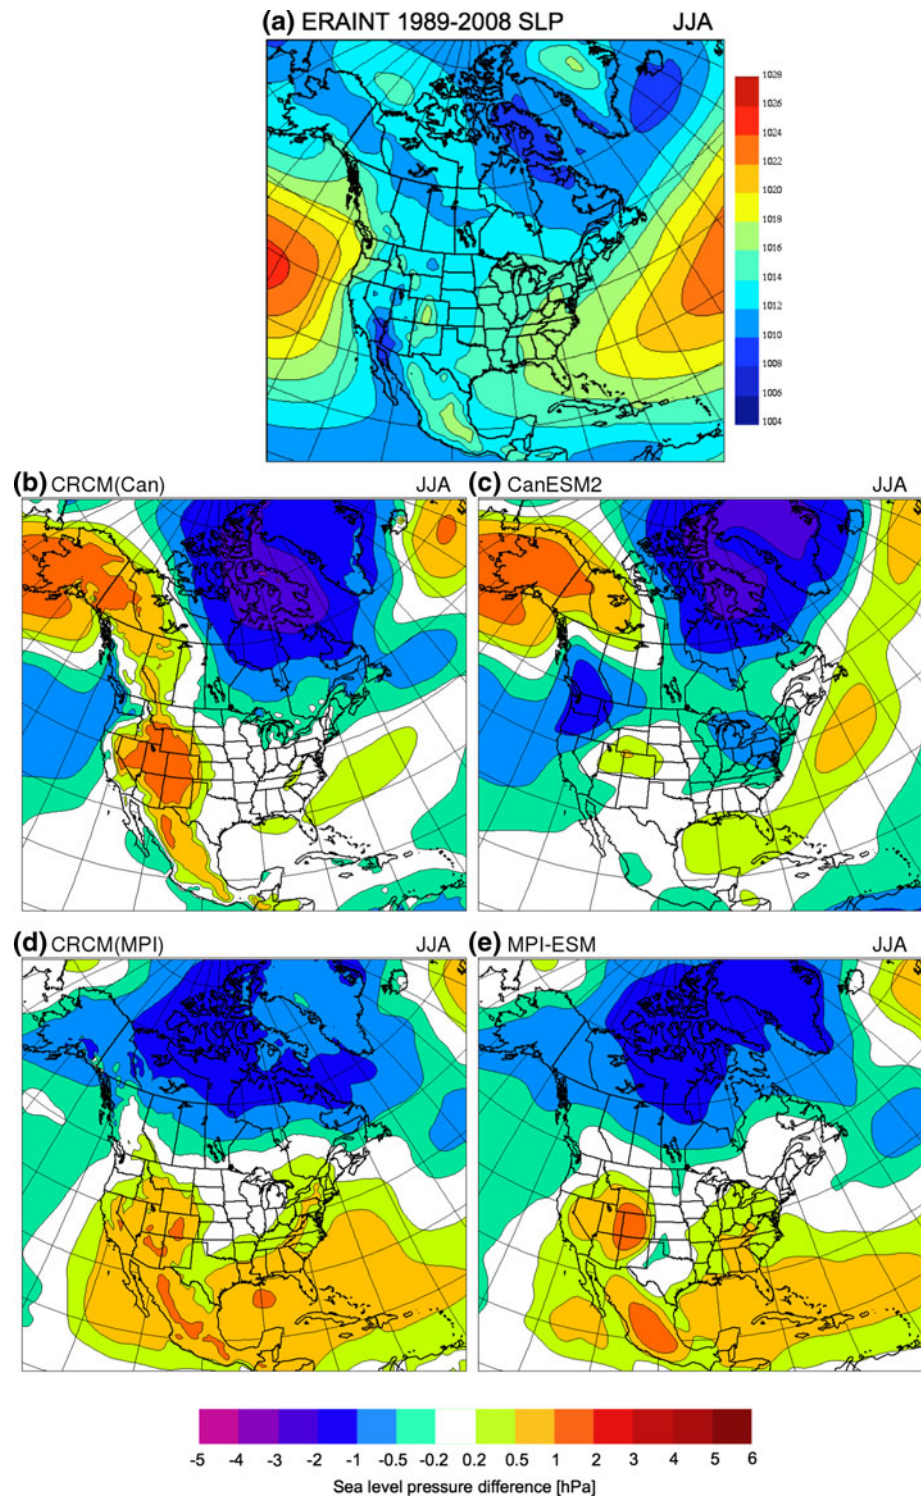 (a) ERAINT 1989-2008 SLP JJA
1028
1026
1024
1022
1020
1018
1016
1014
1012
1010
1008
1006
1004
(b) CRCM(Can) JJA
(c) CanESM2 JJA
(d) CRCM(MPI) JJA
(e) MPI-ESM JJA
-5 -4 -3 -2 -1 -0.5 -0.2 0.2 0.5 1 2 3 4 5 6
Sea level pressure difference [hPa]